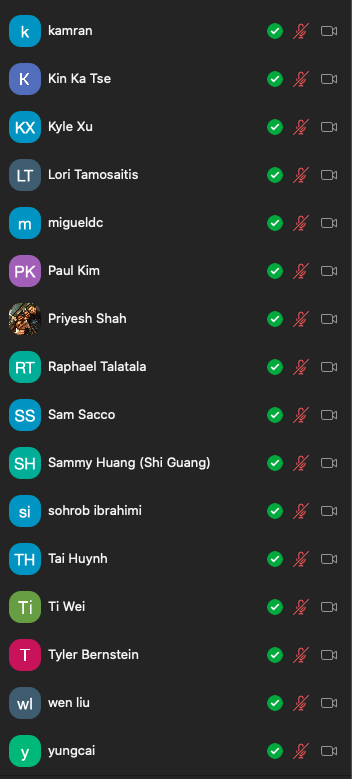 k kamran
K Kin Ka Tse
KX Kyle Xu
LT Lori Tamosaitis
m migueldc
PK Paul Kim
Priyesh Shah
RT Raphael Talatala
SS Sam Sacco
SH Sammy Huang (Shi Guang)
si sohrob ibrahimi
TH Tai Huynh
Ti Ti Wei
T Tyler Bernstein
wl wen liu
y yungcai